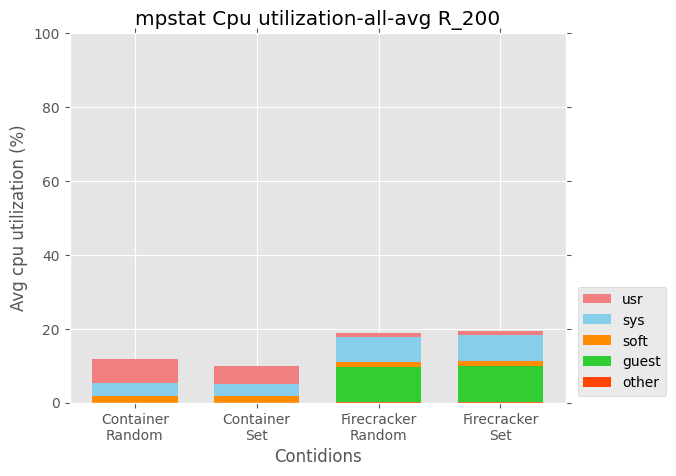 mpstat Cpu utilization-all-avg R_200
100
80
60
40
20
0
Avg cpu utilization (%)
Container
Random
Container
Set
Firecracker
Random
Firecracker
Set
Contidions
usr
sys
soft
guest
other